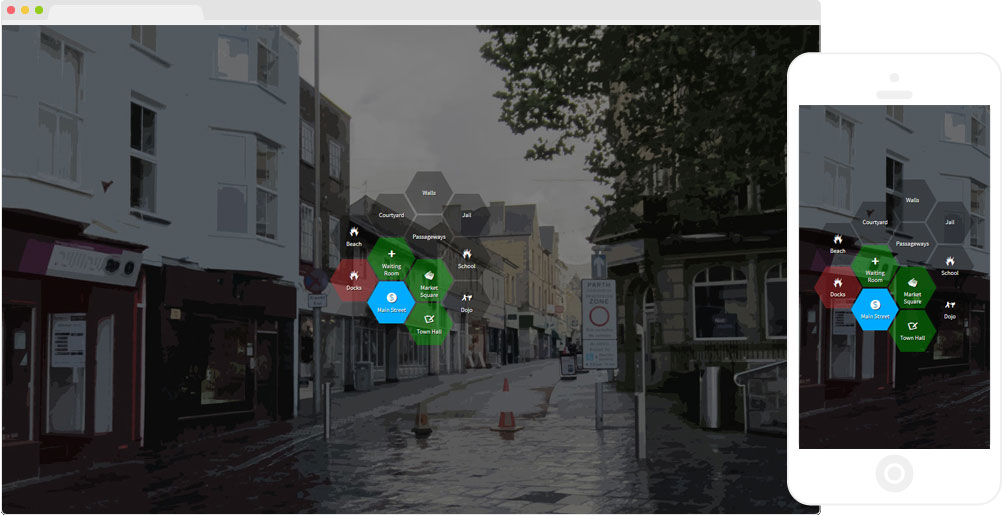 Walls
Courtyard
Jail
Passageways
Beach
School
Waiting
Room
Docks
Market
Square
Dojo
Main Street
Town Hall
PARTH
ZONE
Walls
Courtyard
Jail
Passageways
Beach
School
Waiting
Room
Docks
Market
Square
Dojo
Main Street
Town Hall